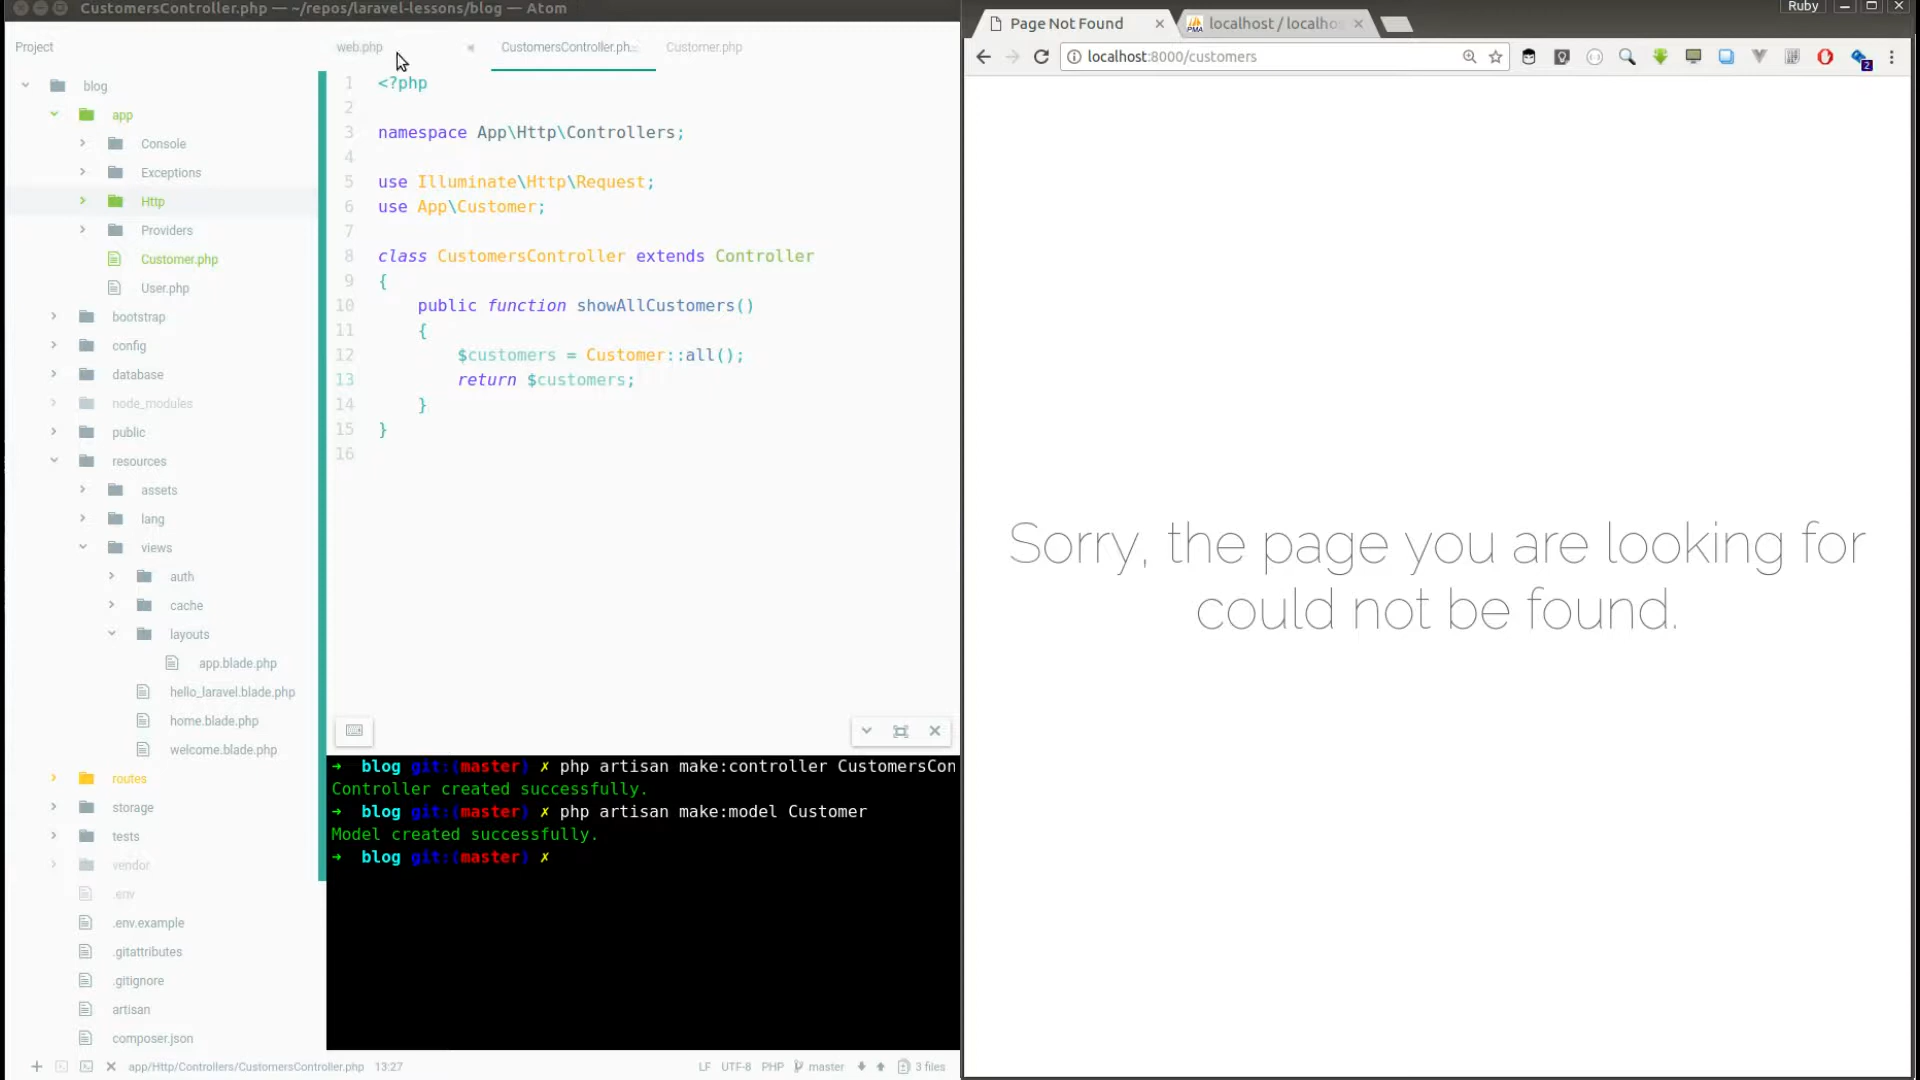 CustomersController.php — ~/repos/laravel-lessons/blog — Atom
Project
blog
app
Console
Exceptions
Http
Providers
Customer.php
User.php
bootstrap
config
database
node_modules
public
resources
assets
lang
views
auth
cache
layouts
app.blade.php
hello_laravel.blade.php
home.blade.php
welcome.blade.php
routes
storage
tests
vendor
.env
.env.example
.gitattributes
.gitignore
artisan
composer.json
web.php
CustomersController.ph...
Customer.php
1 <?php
2
3 namespace App\Http\Controllers;
4
5 use Illuminate\Http\Request;
6 use App\Customer;
7
8 class CustomersController extends Controller
9 {
10 public function showAllCustomers()
11 {
12 $customers = Customer::all();
13 return $customers;
14 }
15 }
16
→ blog git:(master) ✗ php artisan make:controller CustomersCon
Controller created successfully.
→ blog git:(master) ✗ php artisan make:model Customer
Model created successfully.
→ blog git:(master) ✗
app/Http/Controllers/CustomersController.php 13:27
LF UTF-8 PHP master 3 files
Ruby
Page Not Found
localhost / localho
PMA
localhost:8000/customers
2
Sorry, the page you are looking for
could not be found.